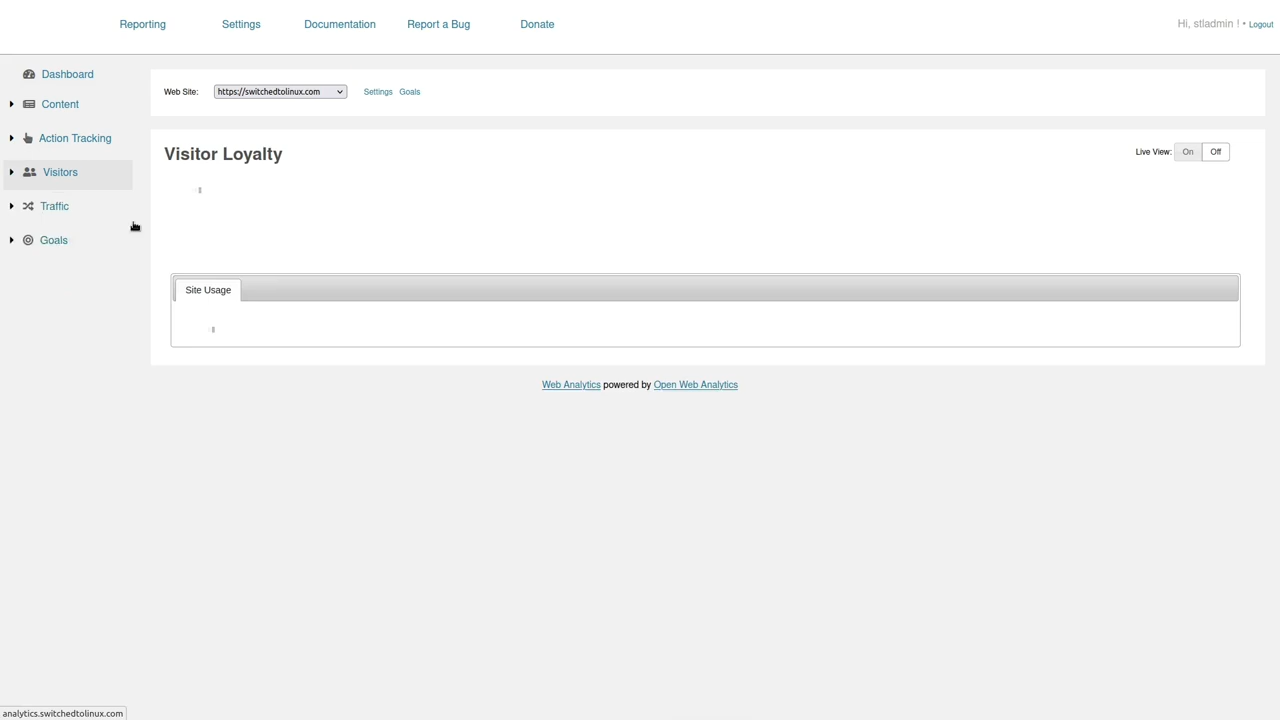 Reporting Settings Documentation Report a Bug Donate Hi, stladmin ! • Logout
Dashboard
Content
Action Tracking
Visitors
Traffic
Goals
Web Site: https://switchedtolinux.com Settings Goals
Visitor Loyalty
Live View: On Off
Site Usage
Web Analytics powered by Open Web Analytics
analytics.switchedtolinux.com